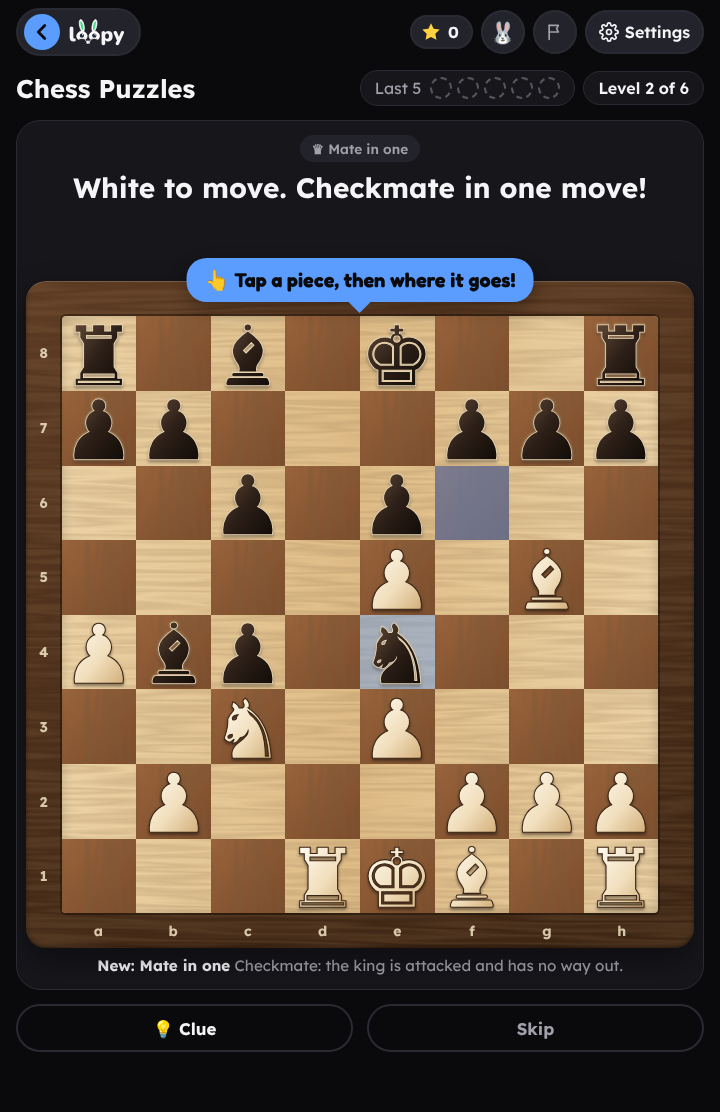 loopy
⭐ 0
Settings
Chess Puzzles
Last 5
Level 2 of 6
♛ Mate in one
White to move. Checkmate in one move!
👆 Tap a piece, then where it goes!
8
7
6
5
4
3
2
1
a b c d e f g h
New: Mate in one Checkmate: the king is attacked and has no way out.
💡 Clue
Skip